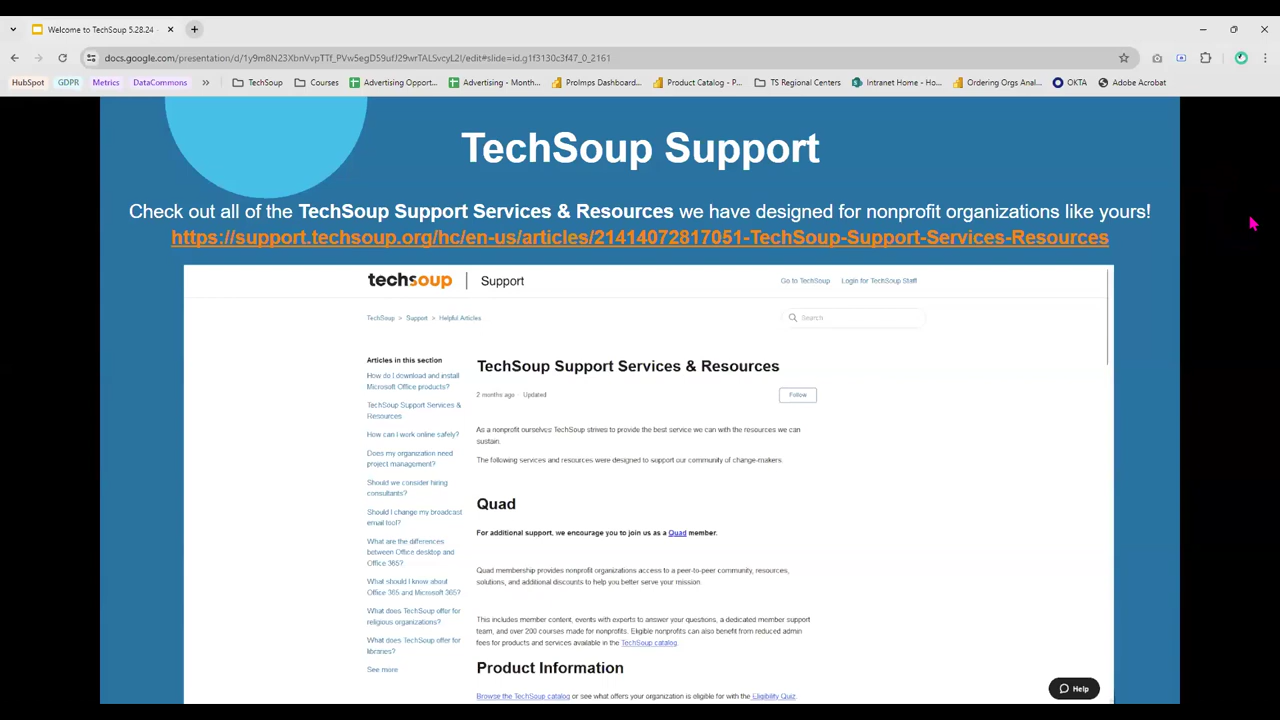 Welcome to TechSoup 5.28.24 -
docs.google.com/presentation/d/1y9m8N23XbnVvpTTf_PVw5egD59ufJ29wrTALSvcyL2I/edit#slide=id.g1f3130c3f47_0_2161
HubSpot GDPR Metrics DataCommons TechSoup Courses Advertising Opport... Advertising - Month... ProImps Dashboard... Product Catalog - P... TS Regional Centers Intranet Home - Ho... Ordering Orgs Anal... OKTA Adobe Acrobat
TechSoup Support
Check out all of the TechSoup Support Services & Resources we have designed for nonprofit organizations like yours!
https://support.techsoup.org/hc/en-us/articles/21414072817051-TechSoup-Support-Services-Resources
techsoup | Support
Go to TechSoup Login for TechSoup Staff
TechSoup > Support > Helpful Articles
Search
Articles in this section
How do I download and install
Microsoft Office products?
TechSoup Support Services &
Resources
How can I work online safely?
Does my organization need
project management?
Should we consider hiring
consultants?
Should I change my broadcast
email tool?
What are the differences
between Office desktop and
Office 365?
What should I know about
Office 365 and Microsoft 365?
What does TechSoup offer for
religious organizations?
What does TechSoup offer for
libraries?
See more
TechSoup Support Services & Resources
2 months ago Updated
Follow
As a nonprofit ourselves TechSoup strives to provide the best service we can with the resources we can
sustain.
The following services and resources were designed to support our community of change-makers.
Quad
For additional support, we encourage you to join us as a Quad member.
Quad membership provides nonprofit organizations access to a peer-to-peer community, resources,
solutions, and additional discounts to help you better serve your mission.
This includes member content, events with experts to answer your questions, a dedicated member support
team, and over 200 courses made for nonprofits. Eligible nonprofits can also benefit from reduced admin
fees for products and services available in the TechSoup catalog.
Product Information
Browse the TechSoup catalog or see what offers your organization is eligible for with the Eligibility Quiz.
Help